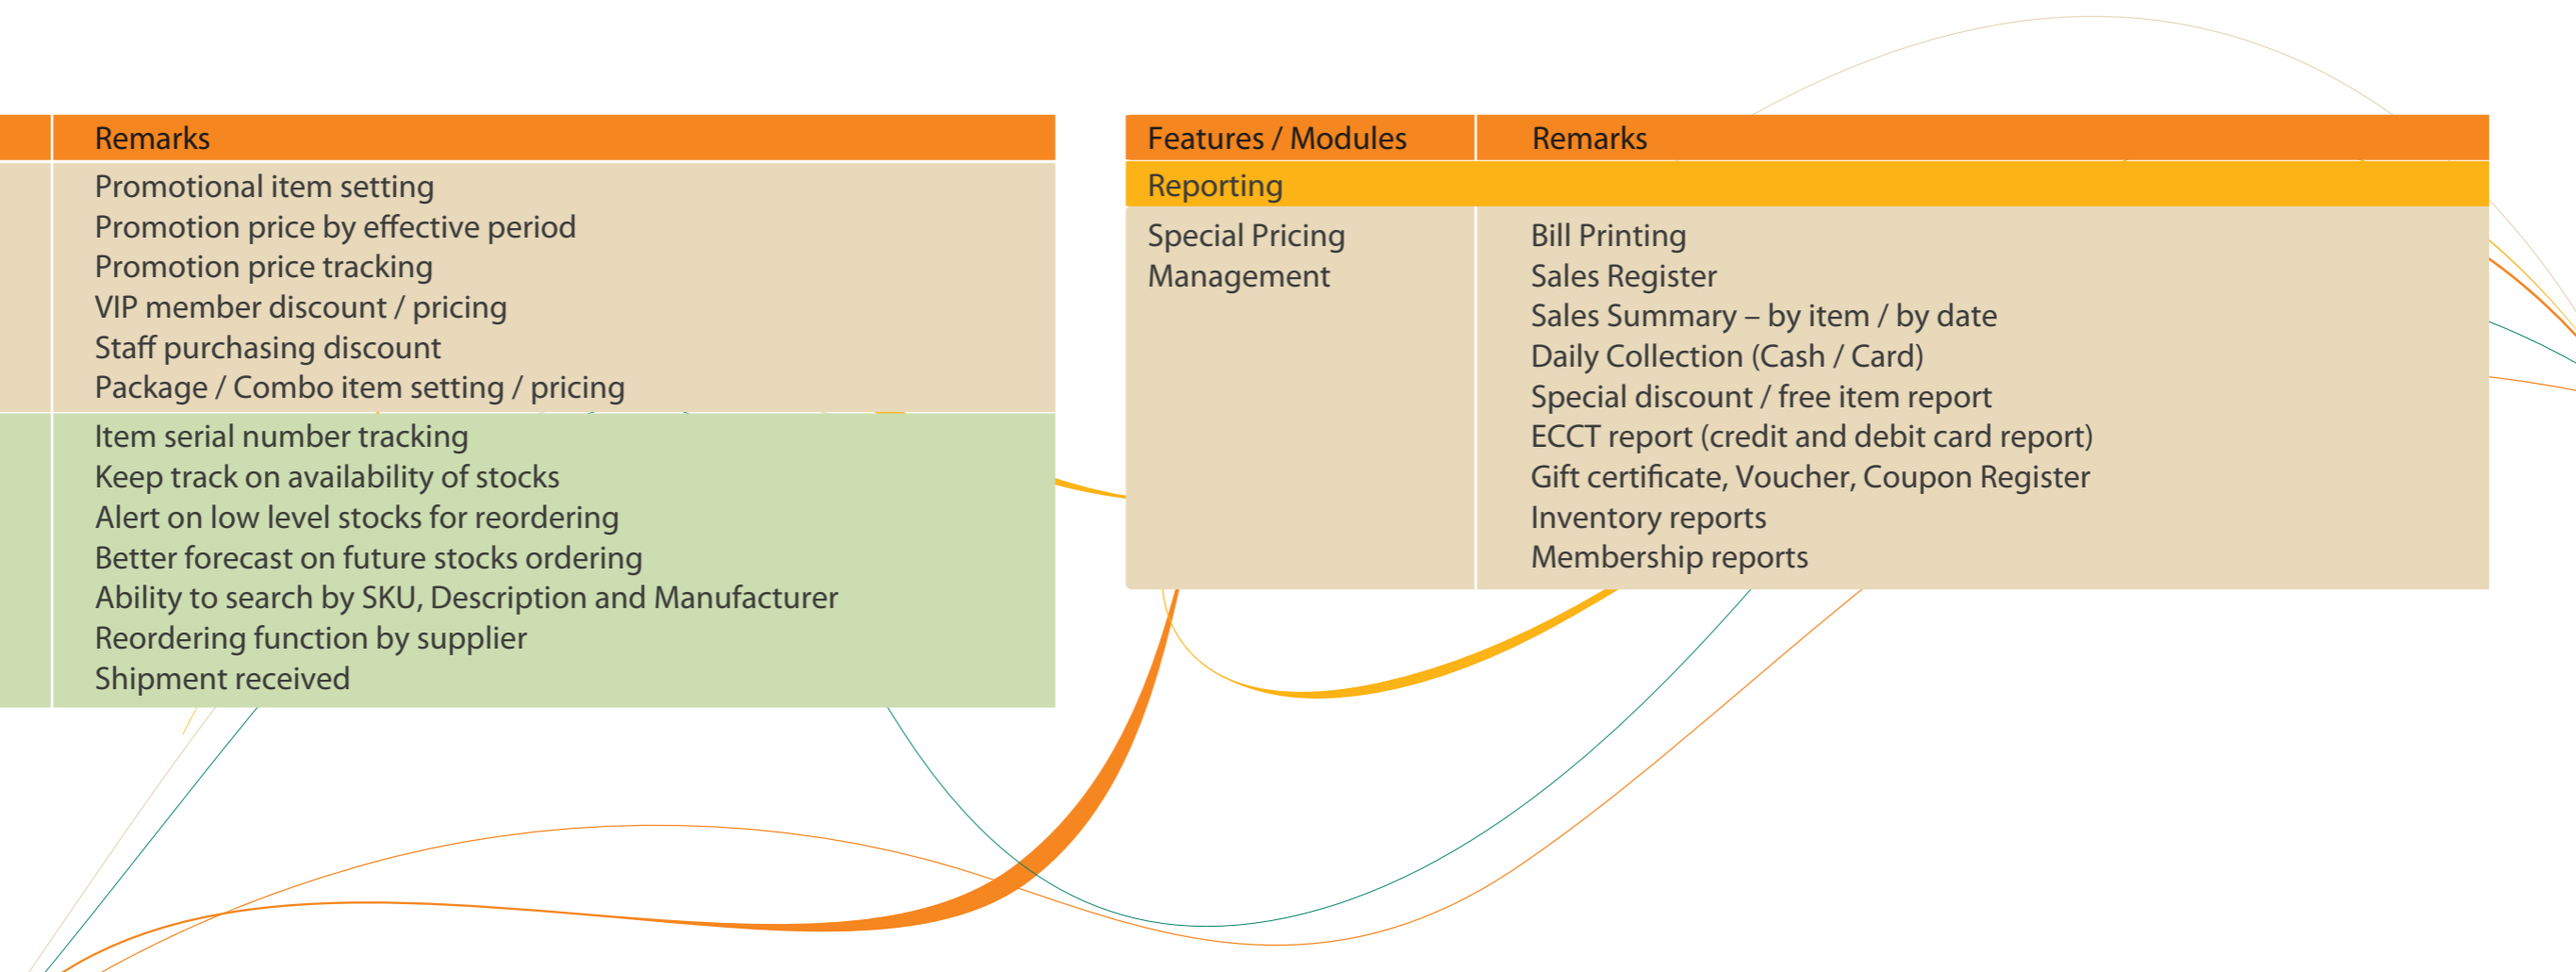 Remarks
Promotional item setting
Promotion price by effective period
Promotion price tracking
VIP member discount / pricing
Staff purchasing discount
Package / Combo item setting / pricing
Item serial number tracking
Keep track on availability of stocks
Alert on low level stocks for reordering
Better forecast on future stocks ordering
Ability to search by SKU, Description and Manufacturer
Reordering function by supplier
Shipment received
Features / Modules
Remarks
Reporting
Special Pricing
Management
Bill Printing
Sales Register
Sales Summary – by item / by date
Daily Collection (Cash / Card)
Special discount / free item report
ECCT report (credit and debit card report)
Gift certificate, Voucher, Coupon Register
Inventory reports
Membership reports